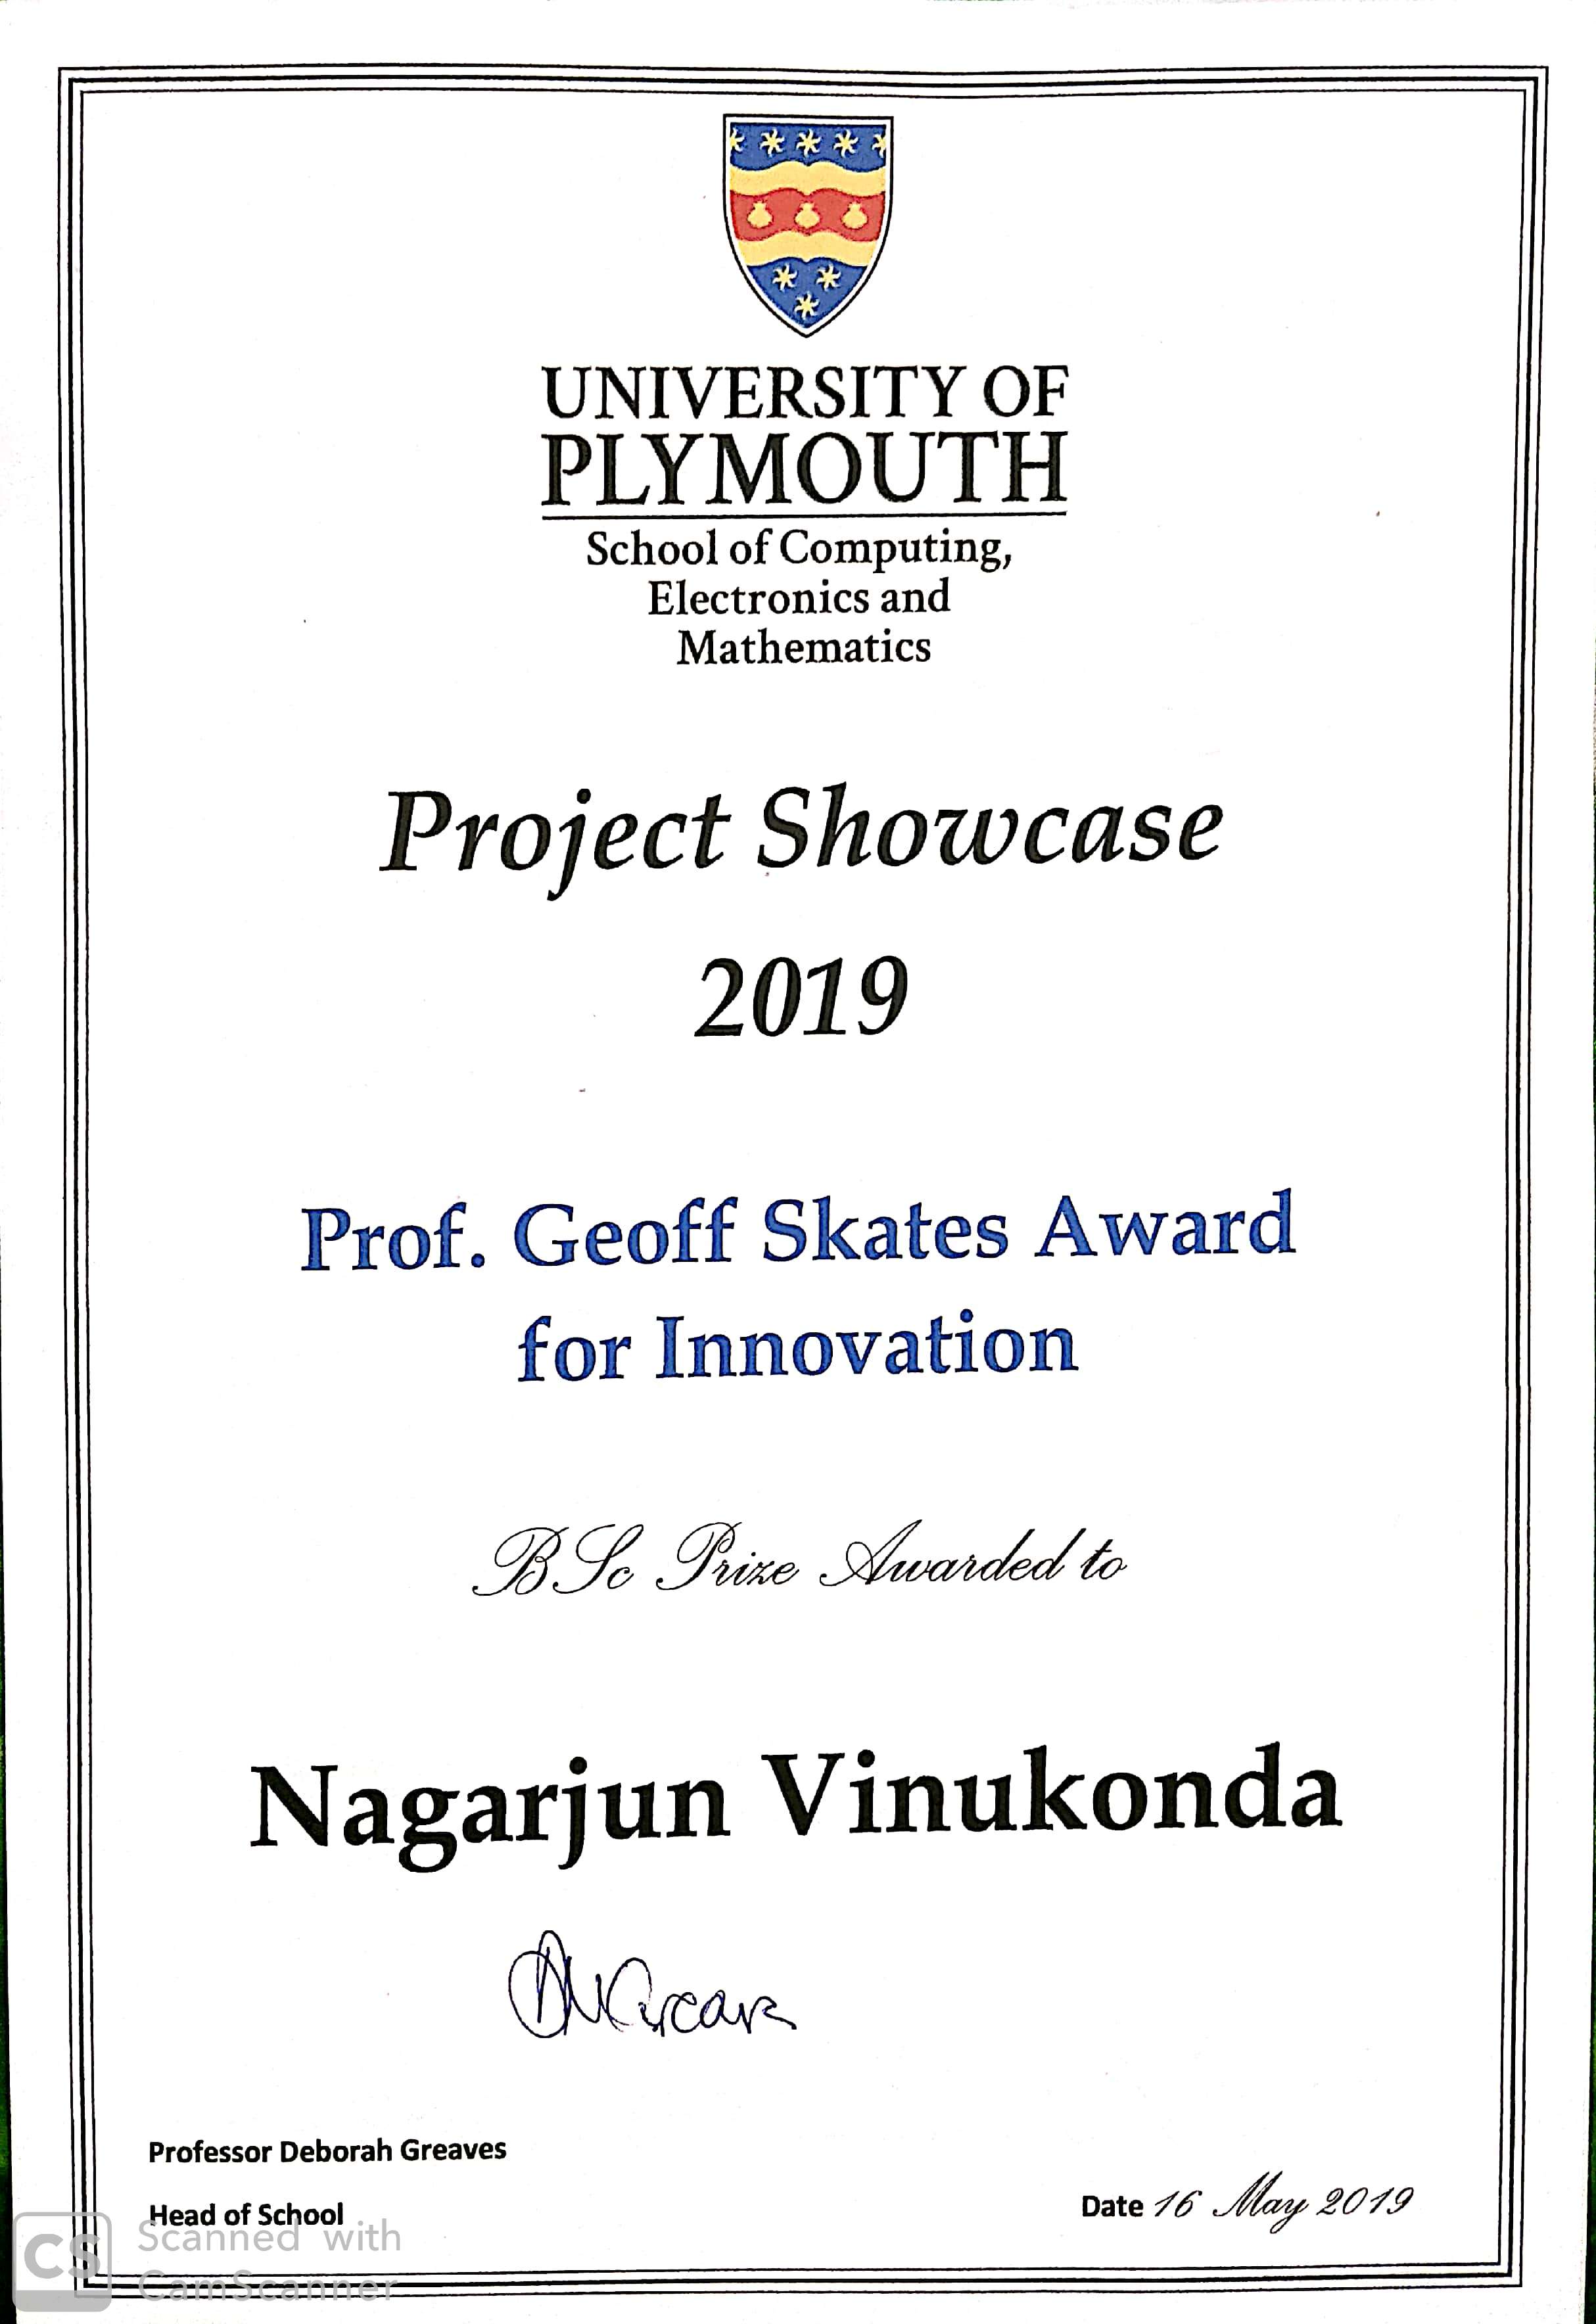 UNIVERSITY OF
PLYMOUTH
School of Computing,
Electronics and
Mathematics
Project Showcase
2019
Prof. Geoff Skates Award
for Innovation
BSc Prize Awarded to
Nagarjun Vinukonda
Professor Deborah Greaves
Head of School
Date 16 May 2019
CS
Scanned with
CamScanner